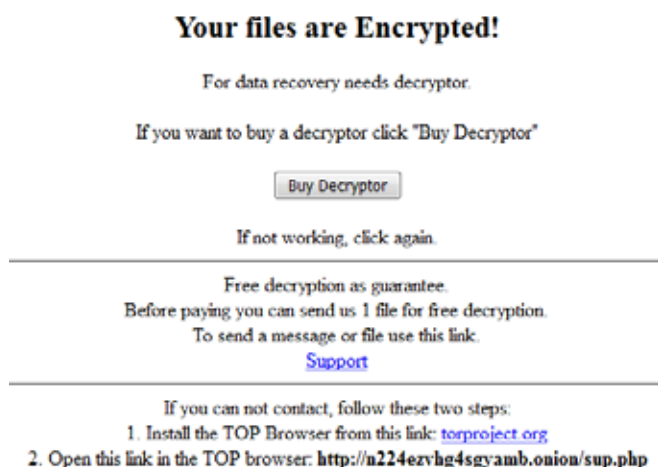 Your files are Encrypted!
For data recovery needs decryptor.
If you want to buy a decryptor click "Buy Decryptor"
Buy Decryptor
If not working, click again.
Free decryption as guarantee.
Before paying you can send us 1 file for free decryption.
To send a message or file use this link.
Support
If you can not contact, follow these two steps:
1. Install the TOP Browser from this link: torproject.org
2. Open this link in the TOP browser: http://n224ezvhg4sgyamb.onion/sup.php